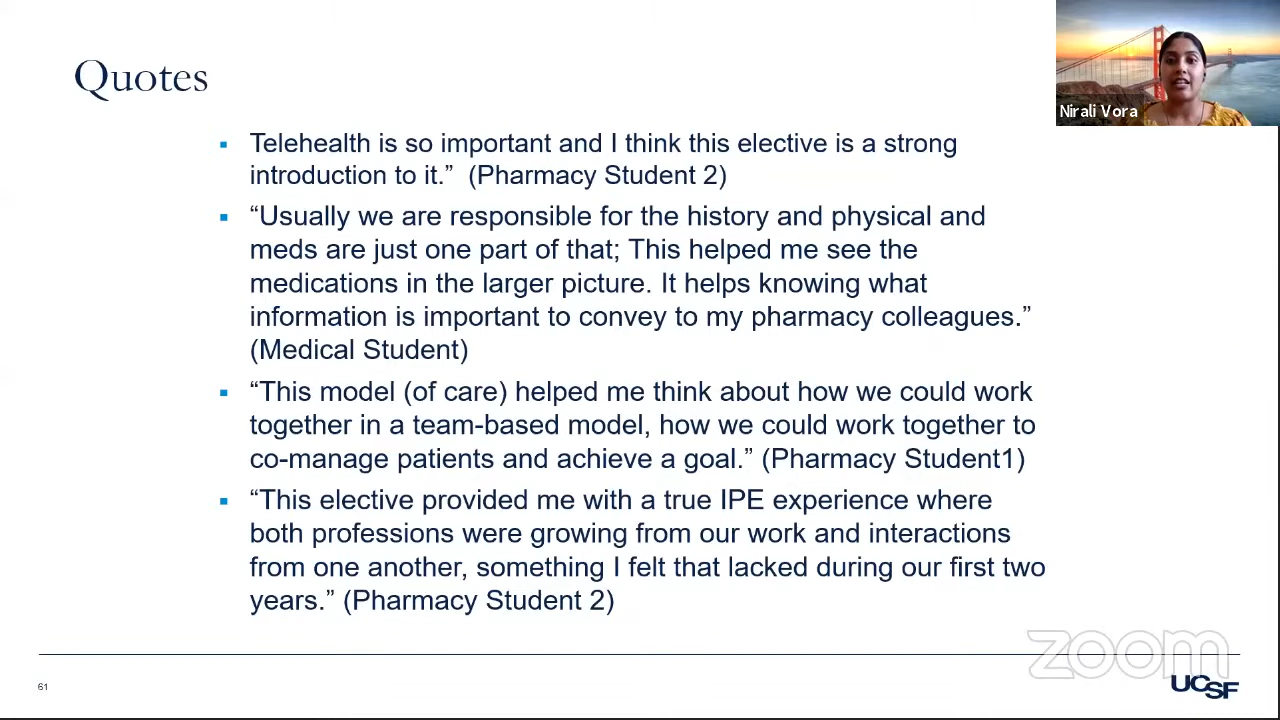 Quotes
Nirali Vora
▪ Telehealth is so important and I think this elective is a strong
introduction to it.”  (Pharmacy Student 2)
▪ “Usually we are responsible for the history and physical and
meds are just one part of that; This helped me see the
medications in the larger picture. It helps knowing what
information is important to convey to my pharmacy colleagues.”
(Medical Student)
▪ “This model (of care) helped me think about how we could work
together in a team-based model, how we could work together to
co-manage patients and achieve a goal.” (Pharmacy Student1)
▪ “This elective provided me with a true IPE experience where
both professions were growing from our work and interactions
from one another, something I felt that lacked during our first two
years.” (Pharmacy Student 2)
zoom
61
UCSF